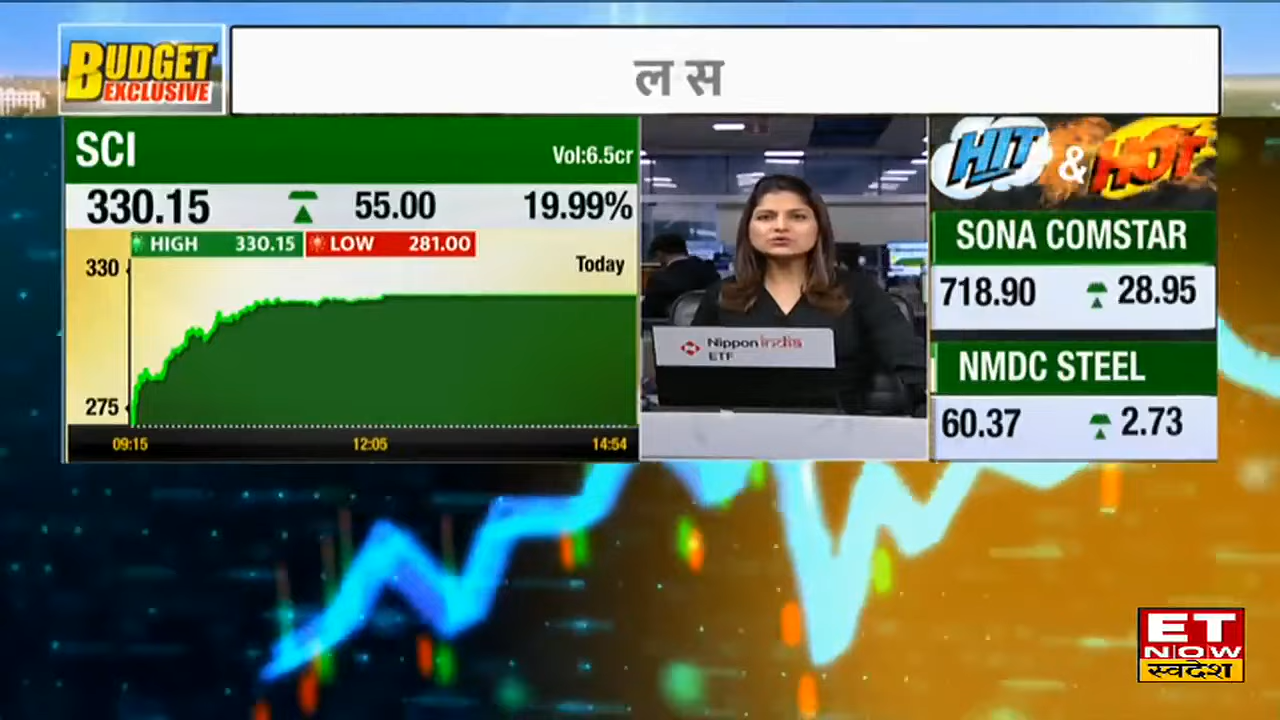 BUDGET
EXCLUSIVE
ल स
SCI
Vol:6.5cr
330.15 55.00 19.99%
HIGH 330.15 LOW 281.00
330
Today
275
09:15 12:05 14:54
Nippon india
ETF
HIT & HOT
SONA COMSTAR
718.90 28.95
NMDC STEEL
60.37 2.73
ET
NOW
स्वदेश